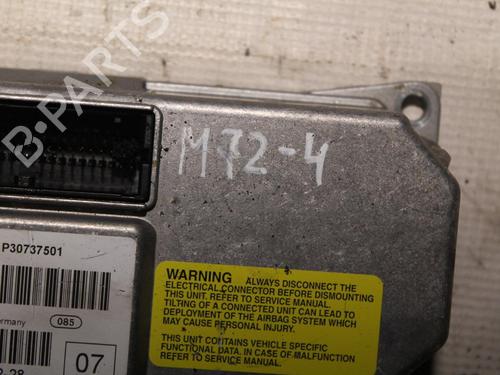 B-PARTS
M72-4
P30737501
ermany
085
07
WARNING ALWAYS DISCONNECT THE
ELECTRICAL CONNECTOR BEFORE DISMOUNTING
THIS UNIT. REFER TO SERVICE MANUAL.
TILTING OF A CONNECTED UNIT CAN LEAD TO
DEPLOYMENT OF THE AIRBAG SYSTEM WHICH
MAY CAUSE PERSONAL INJURY.
THIS UNIT CONTAINS VEHICLE SPECIFIC
FUNCTIONAL DATA. IN CASE OF MALFUNCTION
REFER TO SERVICE MANUAL.